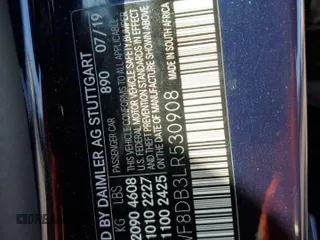 D BY DAIMLER AG STUTTGART
890 07/19
PASSENGER CAR
KG LBS
2090 4608
1010 2227
1100 2425
THIS VEHICLE CONFORMS TO ALL APPLICABLE
U.S. FEDERAL MOTOR VEHICLE SAFETY BUMPER,
AND THEFT PREVENTION STANDARDS IN EFFECT
ON THE DATE OF MANUFACTURE SHOWN ABOVE
F8DB3LR530908
MADE IN SOUTH AFRICA